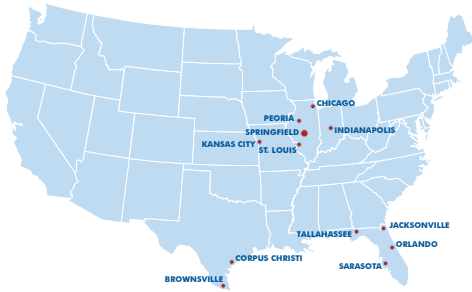 CHICAGO
PEORIA
SPRINGFIELD
INDIANAPOLIS
KANSAS CITY
ST. LOUIS
JACKSONVILLE
TALLAHASSEE
ORLANDO
CORPUS CHRISTI
SARASOTA
BROWNSVILLE